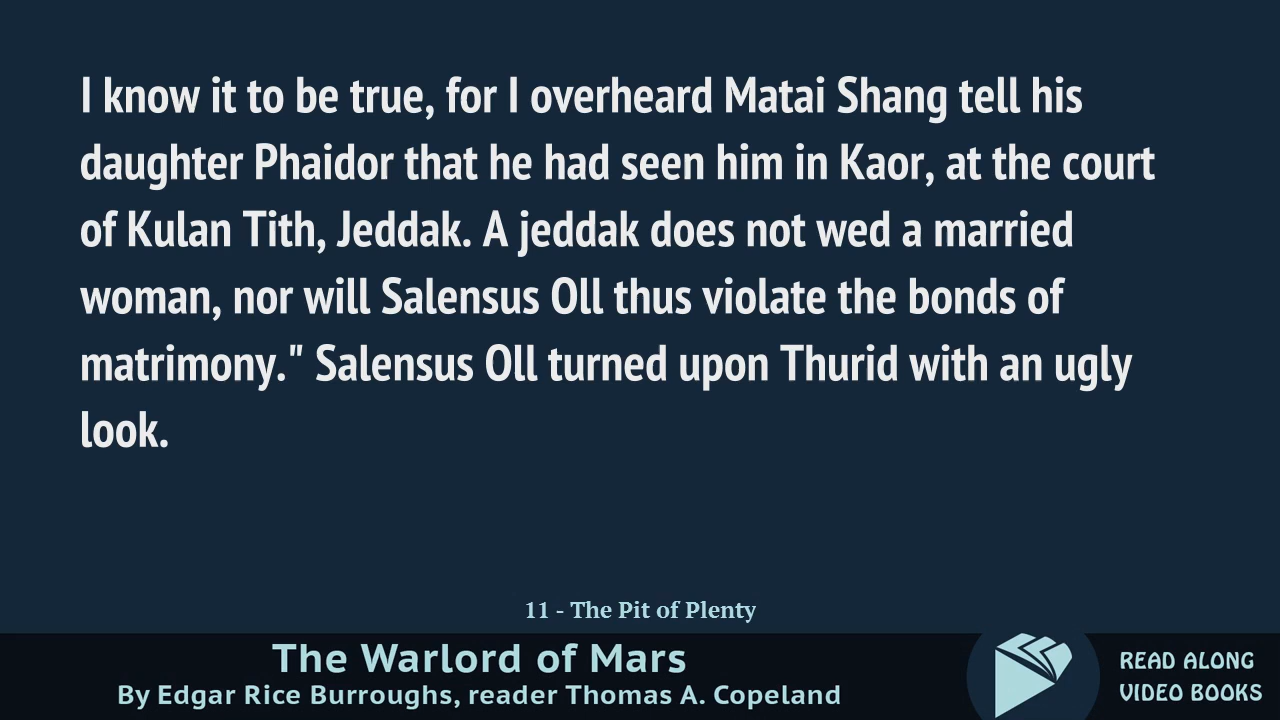 I know it to be true, for I overheard Matai Shang tell his
daughter Phaidor that he had seen him in Kaor, at the court
of Kulan Tith, Jeddak. A jeddak does not wed a married
woman, nor will Salensus Oll thus violate the bonds of
matrimony." Salensus Oll turned upon Thurid with an ugly
look.
11 - The Pit of Plenty
The Warlord of Mars
By Edgar Rice Burroughs, reader Thomas A. Copeland
READ ALONG
VIDEO BOOKS